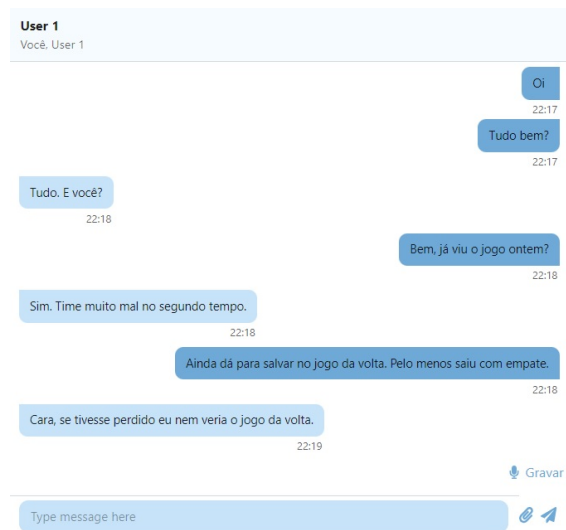 User 1
Você, User 1
Oi
22:17
Tudo bem?
22:17
Tudo. E você?
22:18
Bem, já viu o jogo ontem?
22:18
Sim. Time muito mal no segundo tempo.
22:18
Ainda dá para salvar no jogo da volta. Pelo menos saiu com empate.
22:18
Cara, se tivesse perdido eu nem veria o jogo da volta.
22:19
Gravar
Type message here